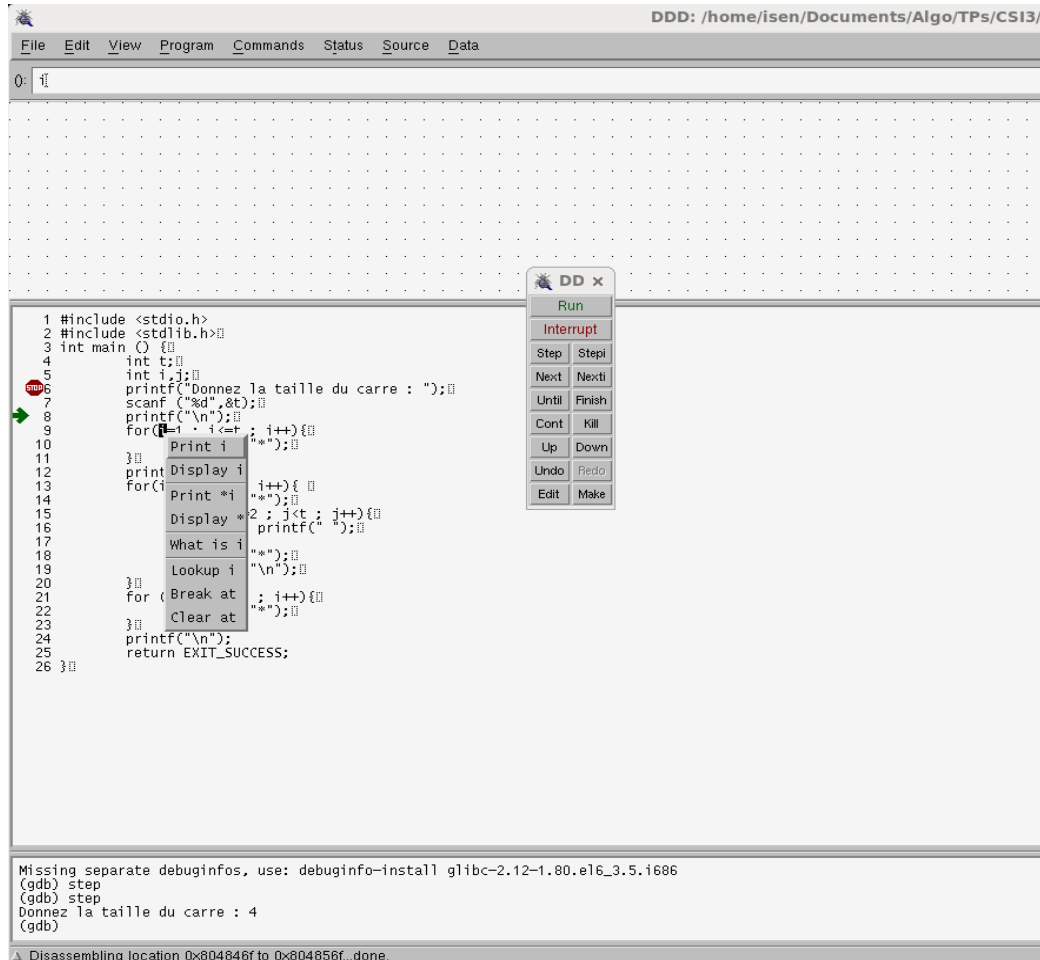 DDD: /home/isen/Documents/Algo/TPs/CSI3/
File Edit View Program Commands Status Source Data
(): i
DD x
Run
Interrupt
Step Stepi
Next Nexti
Until Finish
Cont Kill
Up Down
Undo Redo
Edit Make
1 #include <stdio.h>
2 #include <stdlib.h>
3 int main () {
4 int t;
5 int i,j;
STOP 6 printf("Donnez la taille du carre : ");
7 scanf ("%d",&t);
8 printf("\n");
9 for(i=1 ; i<=t ; i++){
10 "*");
11 }
12 print
13 for(i i++){
14 "*");
15 2 ; j<t ; j++){
16 printf(" ");
17
18 "*");
19 "\n");
20 }
21 for ( ; i++){
22 "*");
23 }
24 printf("\n");
25 return EXIT_SUCCESS;
26 }
Print i
Display i
Print *i
Display *
What is i
Lookup i
Break at
Clear at
Missing separate debuginfos, use: debuginfo-install glibc-2.12-1.80.el6_3.5.i686
(gdb) step
(gdb) step
Donnez la taille du carre : 4
(gdb)
Disassembling location 0x804846f to 0x804856f...done.